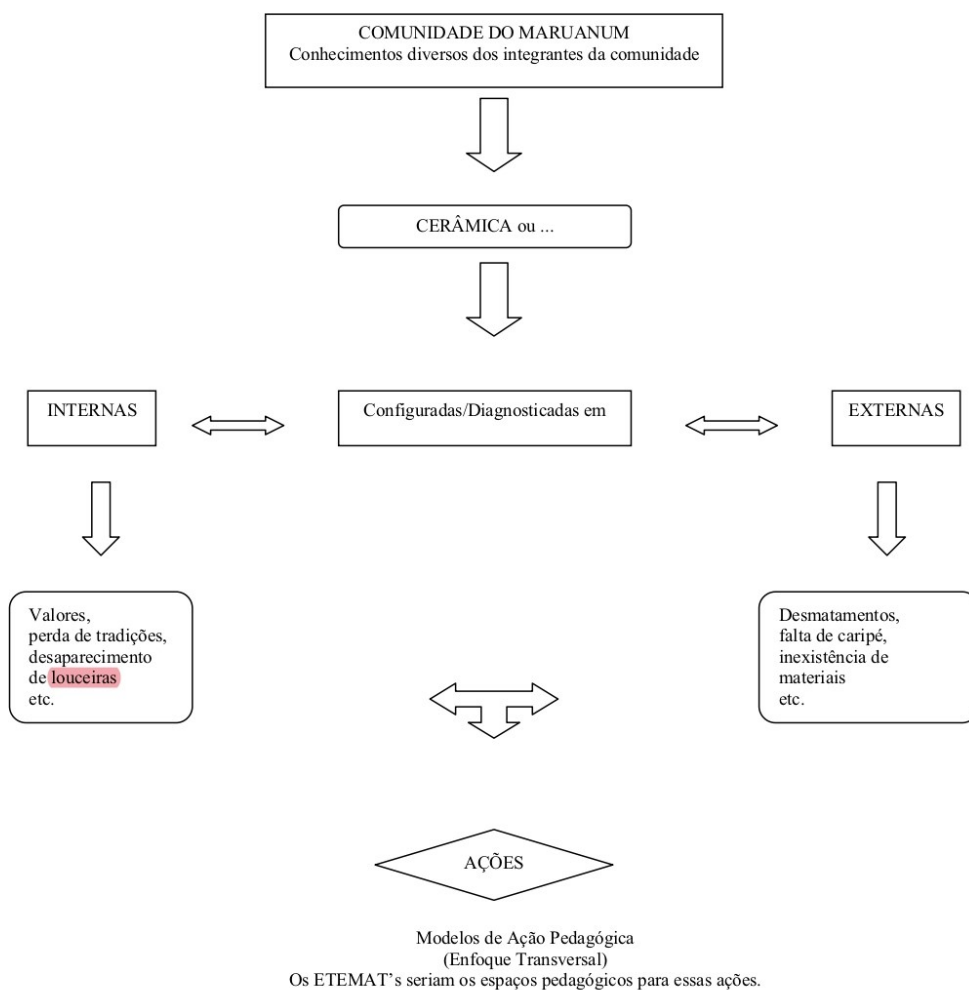 COMUNIDADE DO MARUANUM
Conhecimentos diversos dos integrantes da comunidade
CERÂMICA ou ...
INTERNAS
Configuradas/Diagnosticadas em
EXTERNAS
Valores,
perda de tradições,
desaparecimento
de louceiras
etc.
Desmatamentos,
falta de caripé,
inexistência de
materiais
etc.
AÇÕES
Modelos de Ação Pedagógica
(Enfoque Transversal)
Os ETEMAT’s seriam os espaços pedagógicos para essas ações.